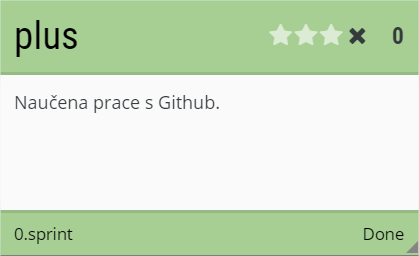 plus 0
Naučena prace s Github.
0.sprint Done